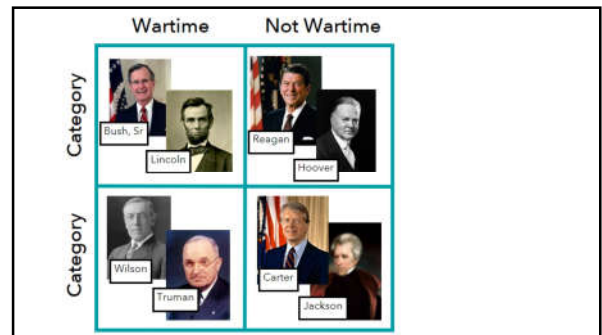 Wartime Not Wartime
Category
Bush, Sr
Lincoln
Reagan
Hoover
Category
Wilson
Truman
Carter
Jackson